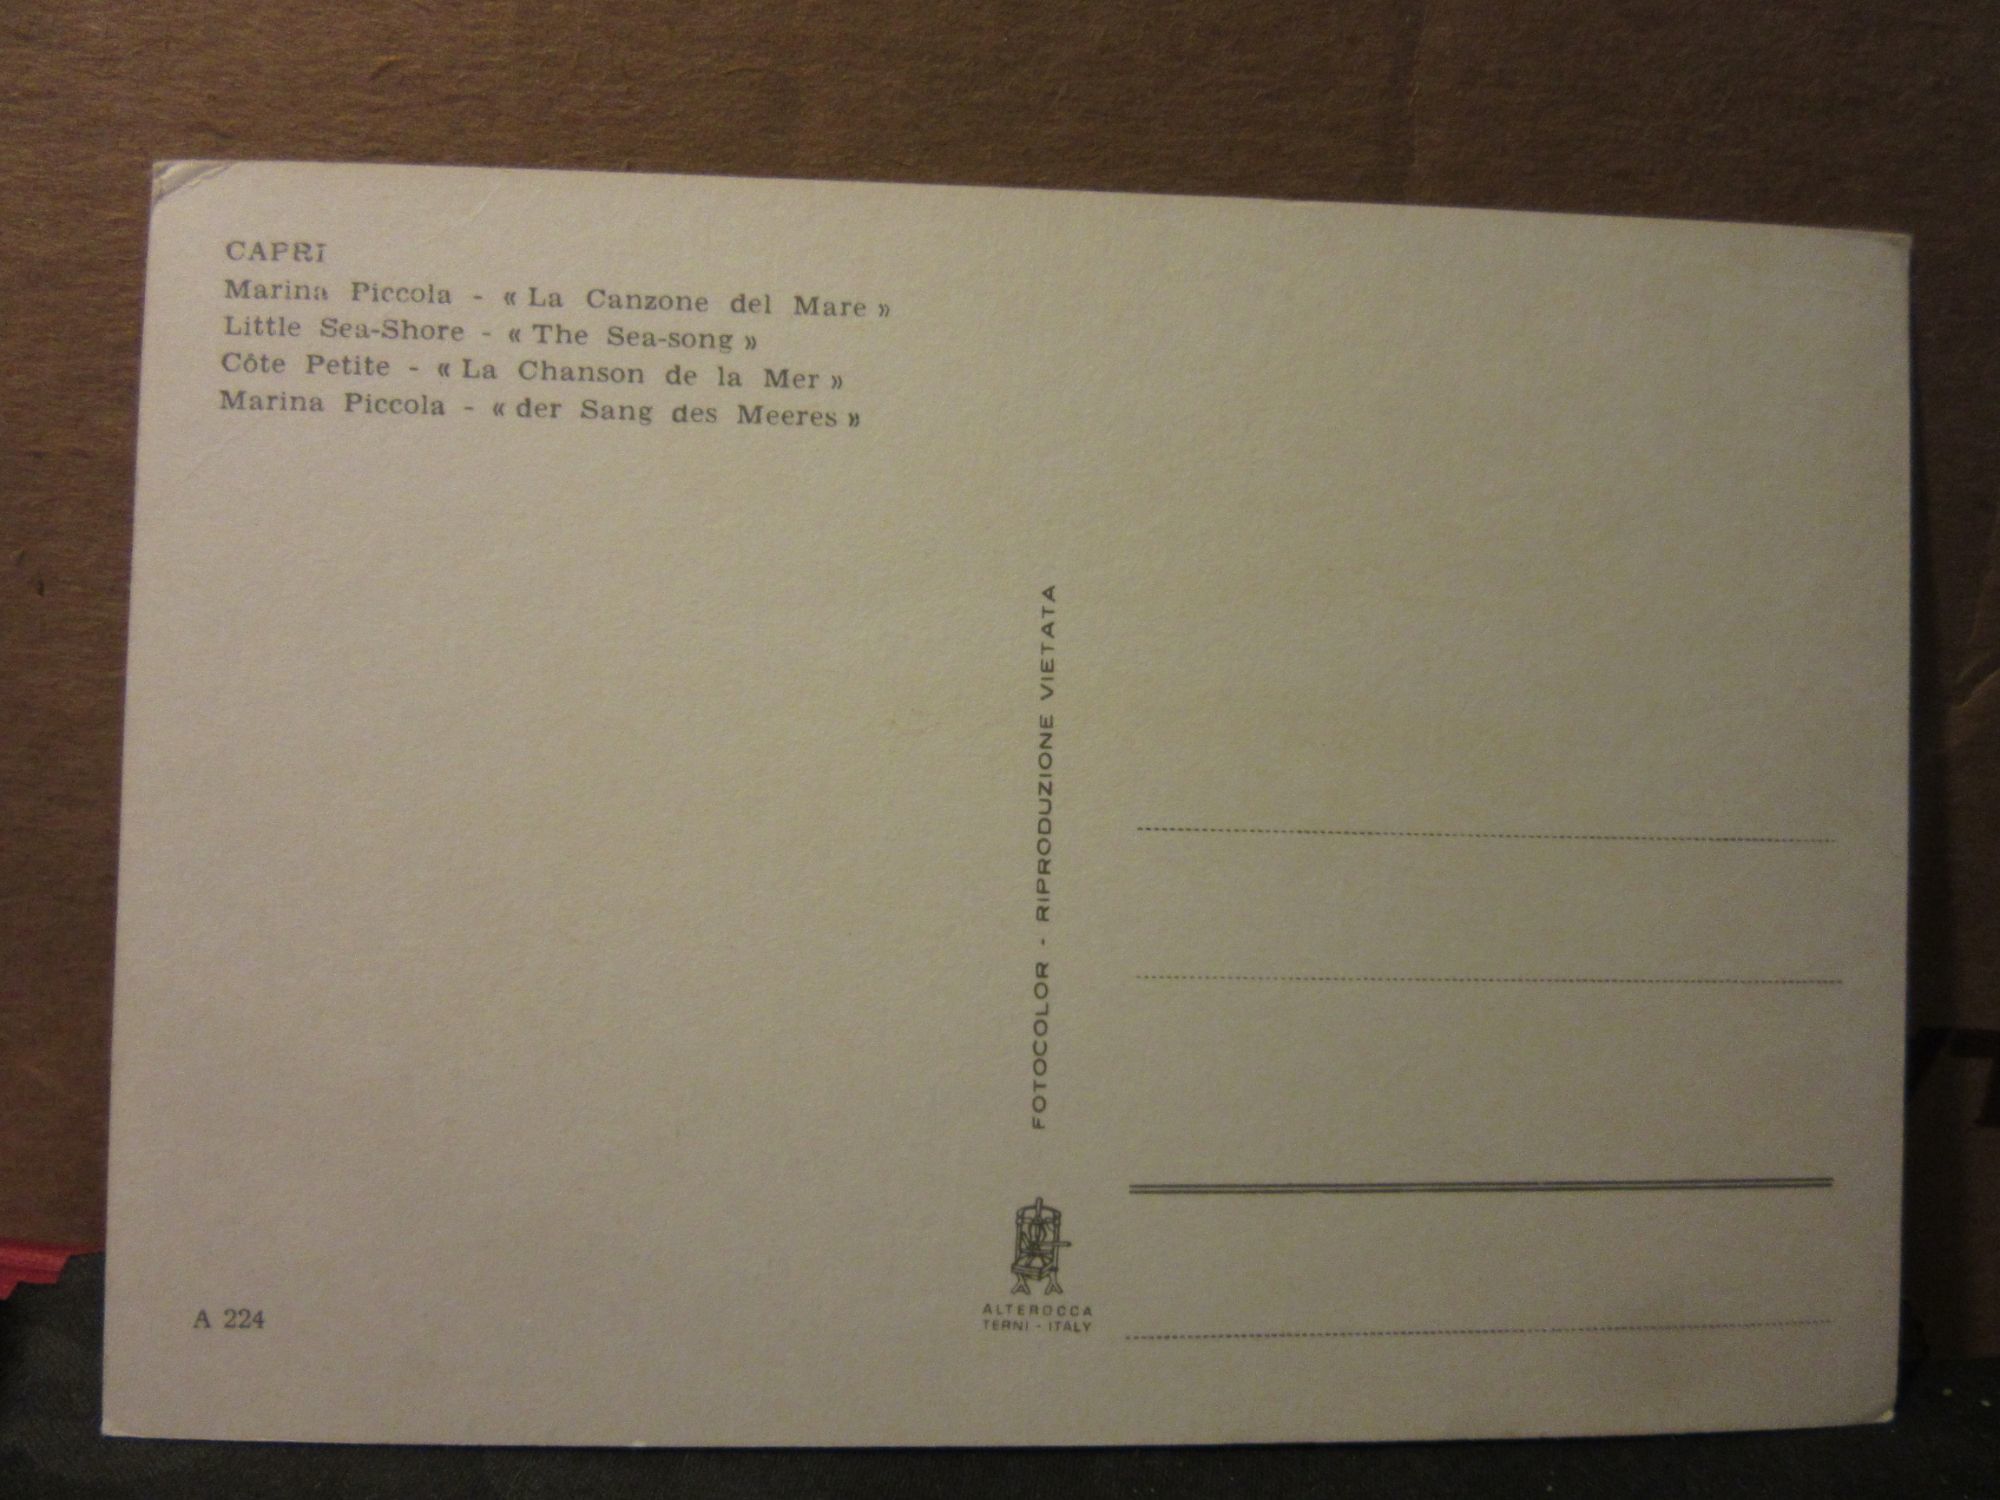 CAPRI
Marina Piccola - « La Canzone del Mare »
Little Sea-Shore - « The Sea-song »
Côte Petite - « La Chanson de la Mer »
Marina Piccola - « der Sang des Meeres »
FOTOCOLOR - RIPRODUZIONE VIETATA
A 224
ALTEROCCA
TERNI - ITALY